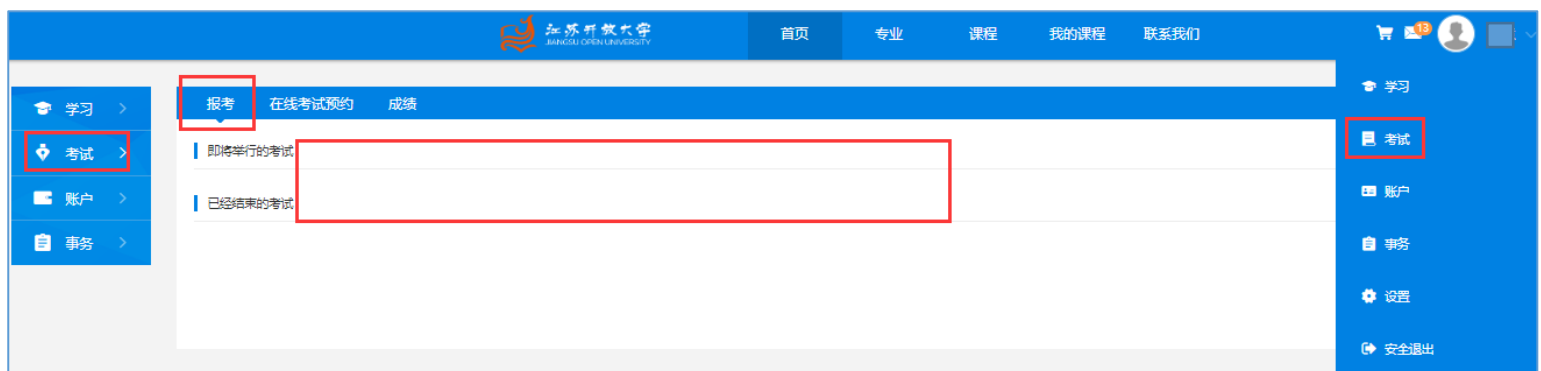 江苏开放大学
JIANGSU OPEN UNIVERSITY
首页 专业 课程 我的课程 联系我们
13
学习
考试
账户
事务
报考 在线考试预约 成绩
即将举行的考试
已经结束的考试
学习
考试
账户
事务
设置
安全退出